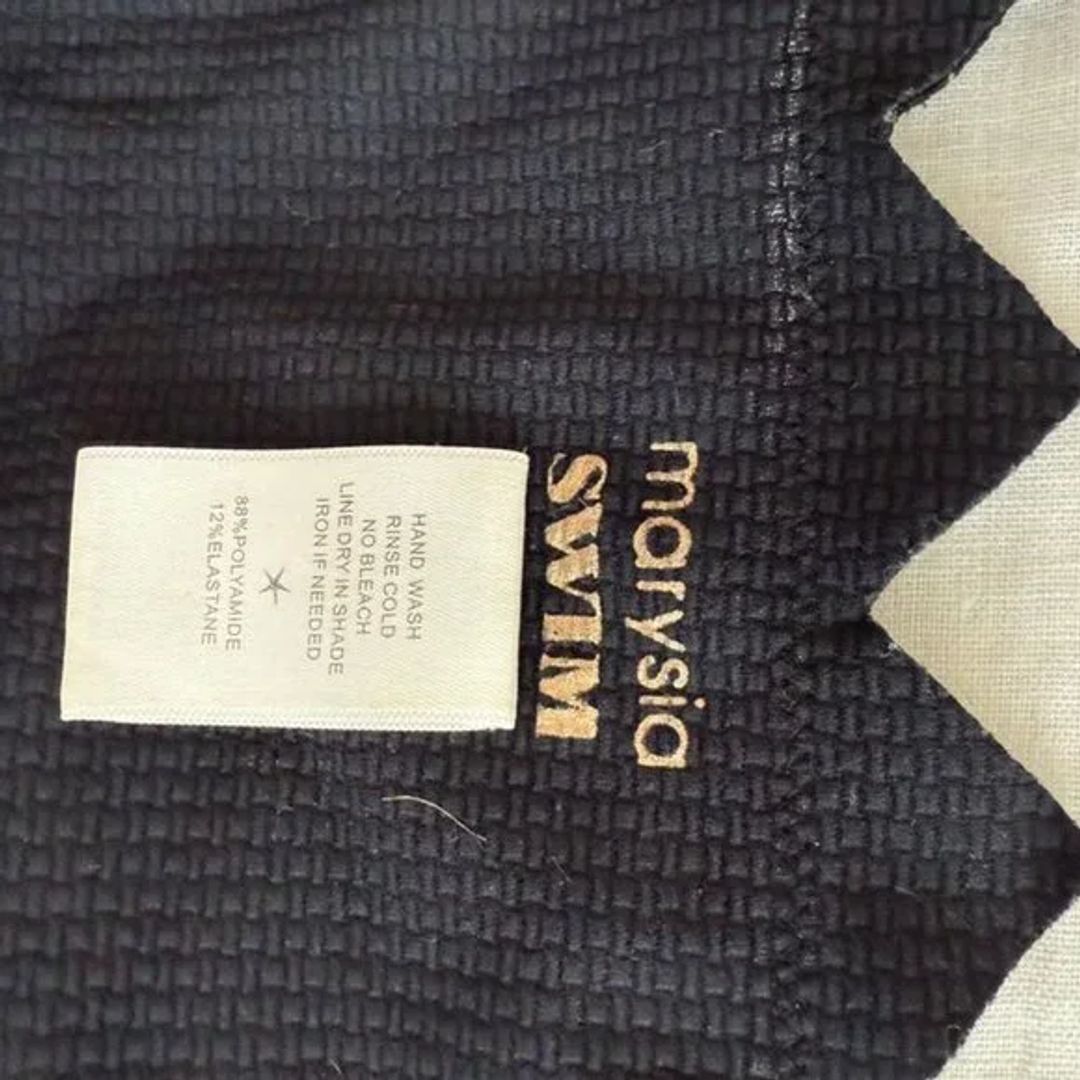 marysia
SWIM
HAND WASH
RINSE COLD
NO BLEACH
LINE DRY IN SHADE
IRON IF NEEDED
88%POLYAMIDE
12%ELASTANE